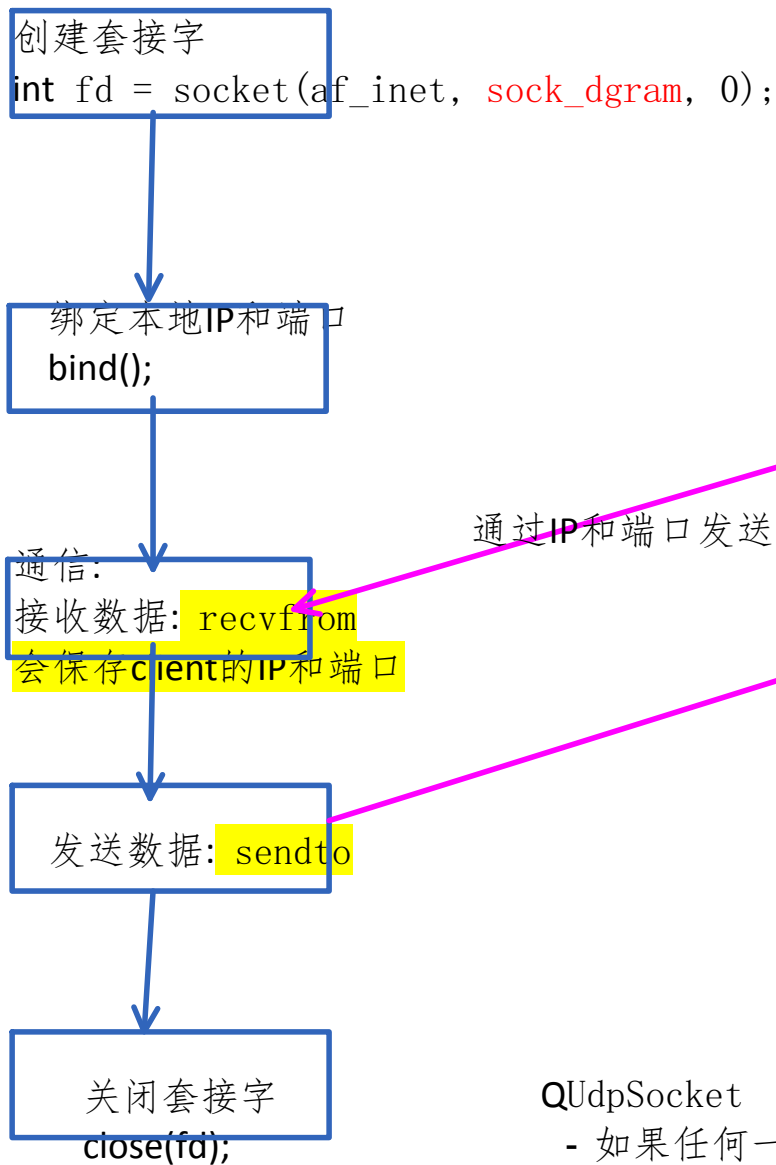 创建套接字
int fd = socket(af_inet, sock_dgram, 0);
绑定本地IP和端口
bind();
通过IP和端口发送
通信:
接收数据: recvfrom
会保存client的IP和端口
发送数据: sendto
关闭套接字
close(fd);
QUdpSocket
- 如果任何一